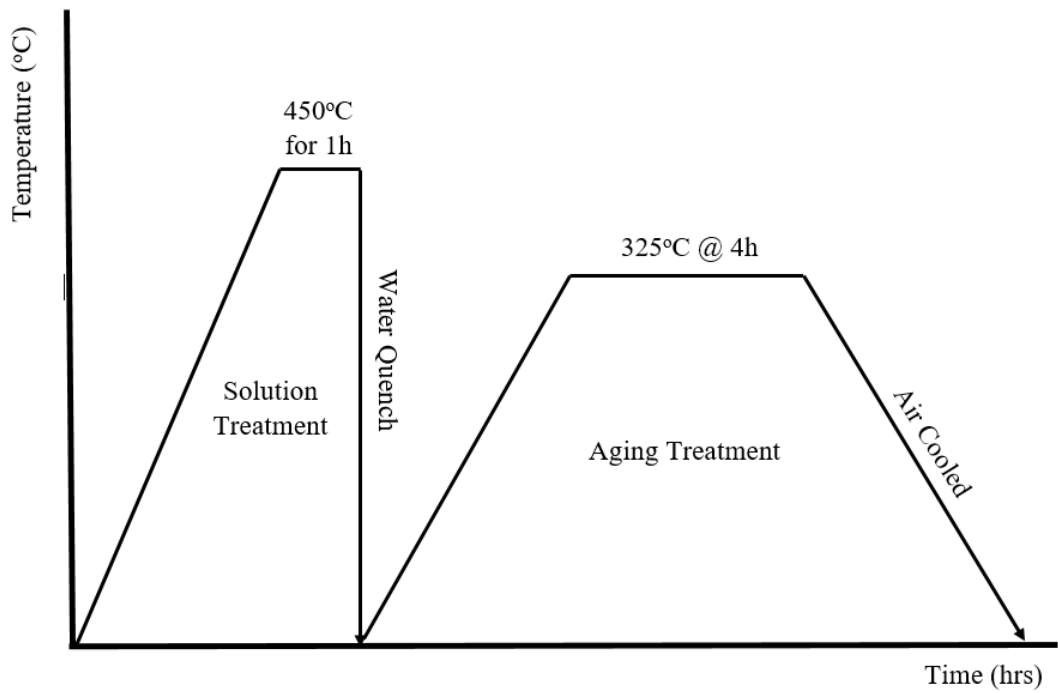 Temperature (°C)
450°C
for 1h
Water Quench
Solution
Treatment
325°C @ 4h
Aging Treatment
Air Cooled
Time (hrs)